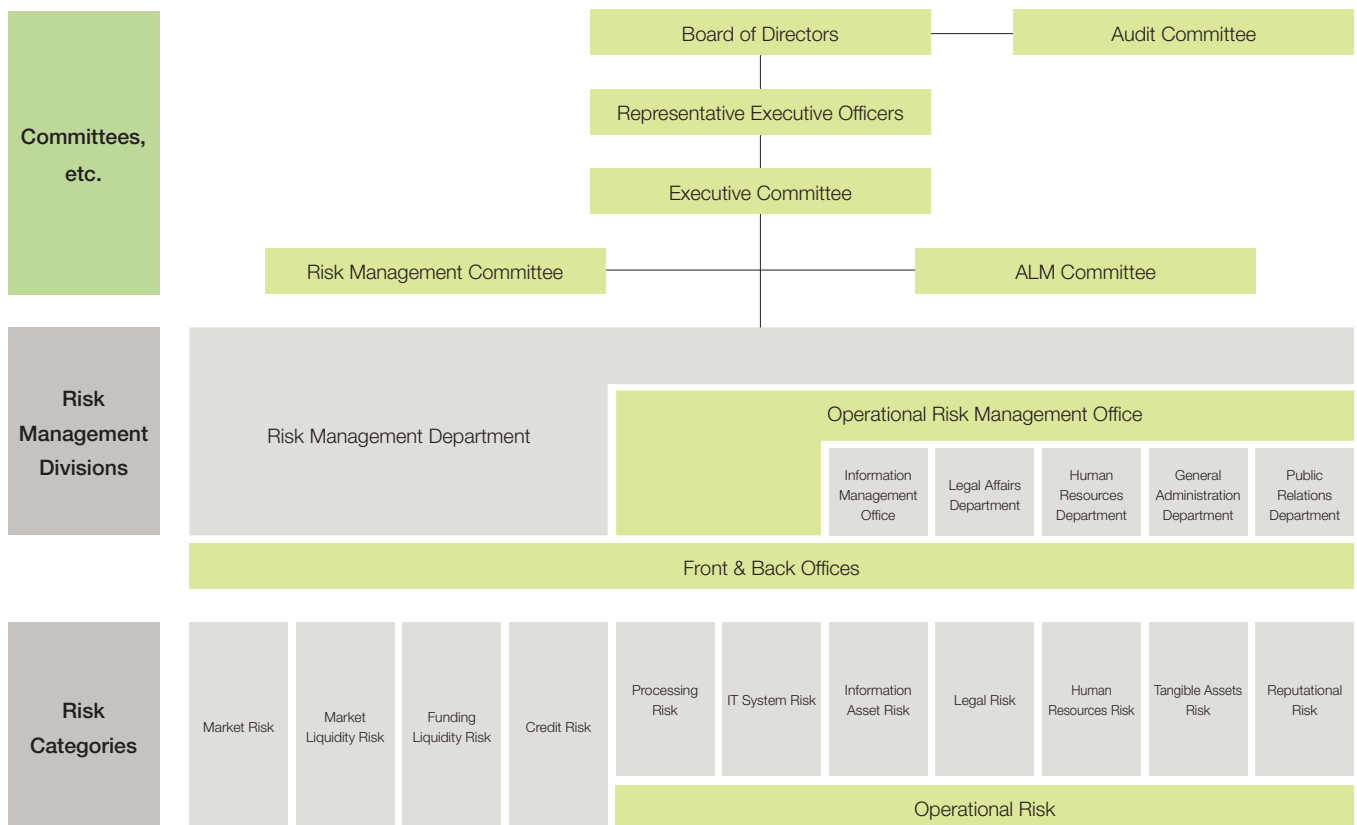 Board of Directors
Audit Committee
Representative Executive Officers
Committees,
etc.
Executive Committee
Risk Management Committee
ALM Committee
Risk
Management
Divisions
Risk Management Department
Operational Risk Management Office
Information
Management
Office
Legal Affairs
Department
Human
Resources
Department
General
Administration
Department
Public
Relations
Department
Front & Back Offices
Risk
Categories
Market Risk
Market
Liquidity Risk
Funding
Liquidity Risk
Credit Risk
Processing
Risk
IT System Risk
Information
Asset Risk
Legal Risk
Human
Resources Risk
Tangible Assets
Risk
Reputational
Risk
Operational Risk